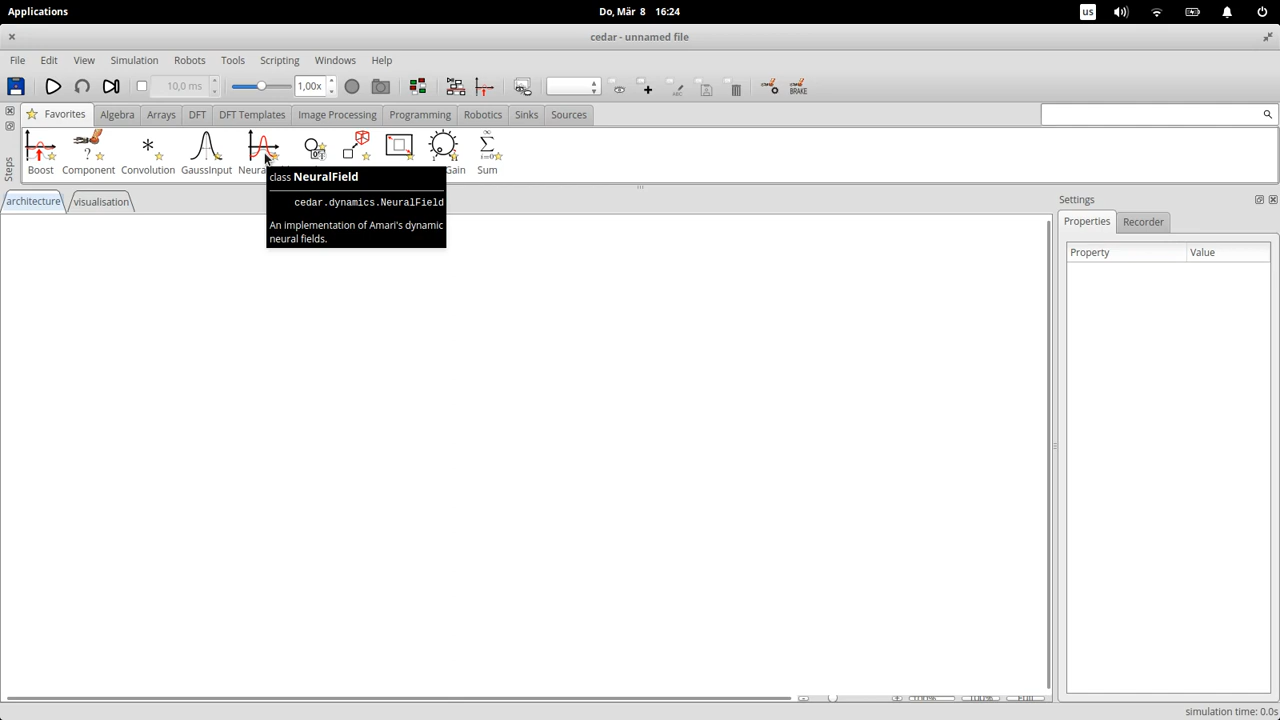 Applications
Do, Mär 8 16:24
us
cedar - unnamed file
File Edit View Simulation Robots Tools Scripting Windows Help
10,0 ms
1,00x
Favorites Algebra Arrays DFT DFT Templates Image Processing Programming Robotics Sinks Sources
Steps
Boost Component Convolution GaussInput Neura Gain Sum
class NeuralField
cedar.dynamics.NeuralField
An implementation of Amari's dynamic
neural fields.
architecture visualisation
Settings
Properties Recorder
Property Value
simulation time: 0.0s